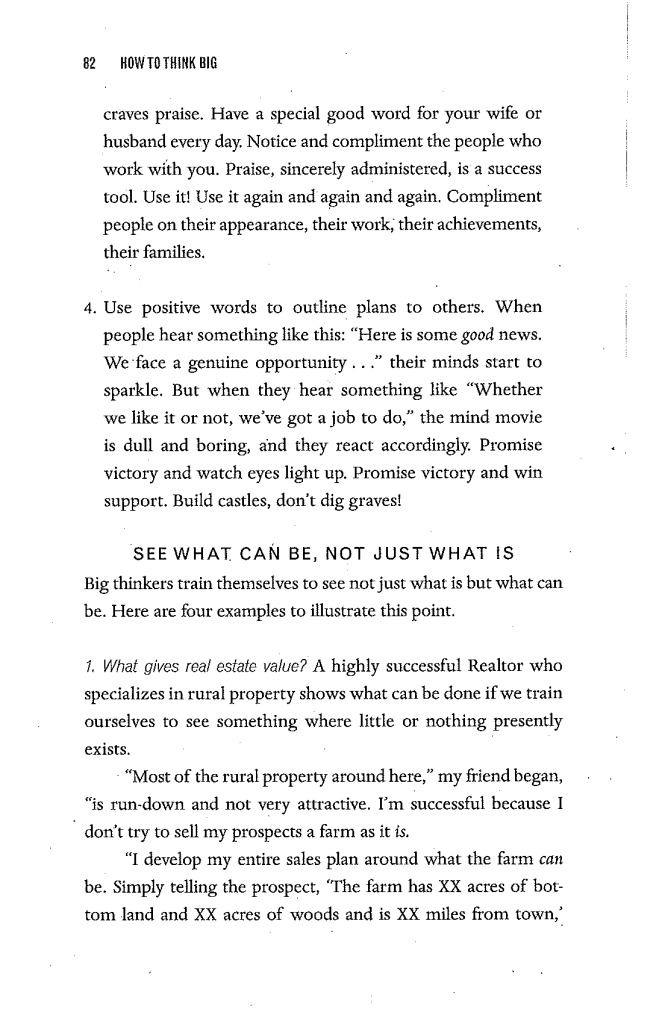 82 HOW TO THINK BIG
craves praise. Have a special good word for your wife or
husband every day. Notice and compliment the people who
work with you. Praise, sincerely administered, is a success
tool. Use it! Use it again and again and again. Compliment
people on their appearance, their work, their achievements,
their families.
4. Use positive words to outline plans to others. When
people hear something like this: “Here is some good news.
We face a genuine opportunity . . .” their minds start to
sparkle. But when they hear something like “Whether
we like it or not, we’ve got a job to do,” the mind movie
is dull and boring, and they react accordingly. Promise
victory and watch eyes light up. Promise victory and win
support. Build castles, don’t dig graves!
SEE WHAT CAN BE, NOT JUST WHAT IS
Big thinkers train themselves to see not just what is but what can
be. Here are four examples to illustrate this point.
1. What gives real estate value? A highly successful Realtor who
specializes in rural property shows what can be done if we train
ourselves to see something where little or nothing presently
exists.
“Most of the rural property around here,” my friend began,
“is run-down and not very attractive. I’m successful because I
don’t try to sell my prospects a farm as it is.
“I develop my entire sales plan around what the farm can
be. Simply telling the prospect, ‘The farm has XX acres of bot-
tom land and XX acres of woods and is XX miles from town,’